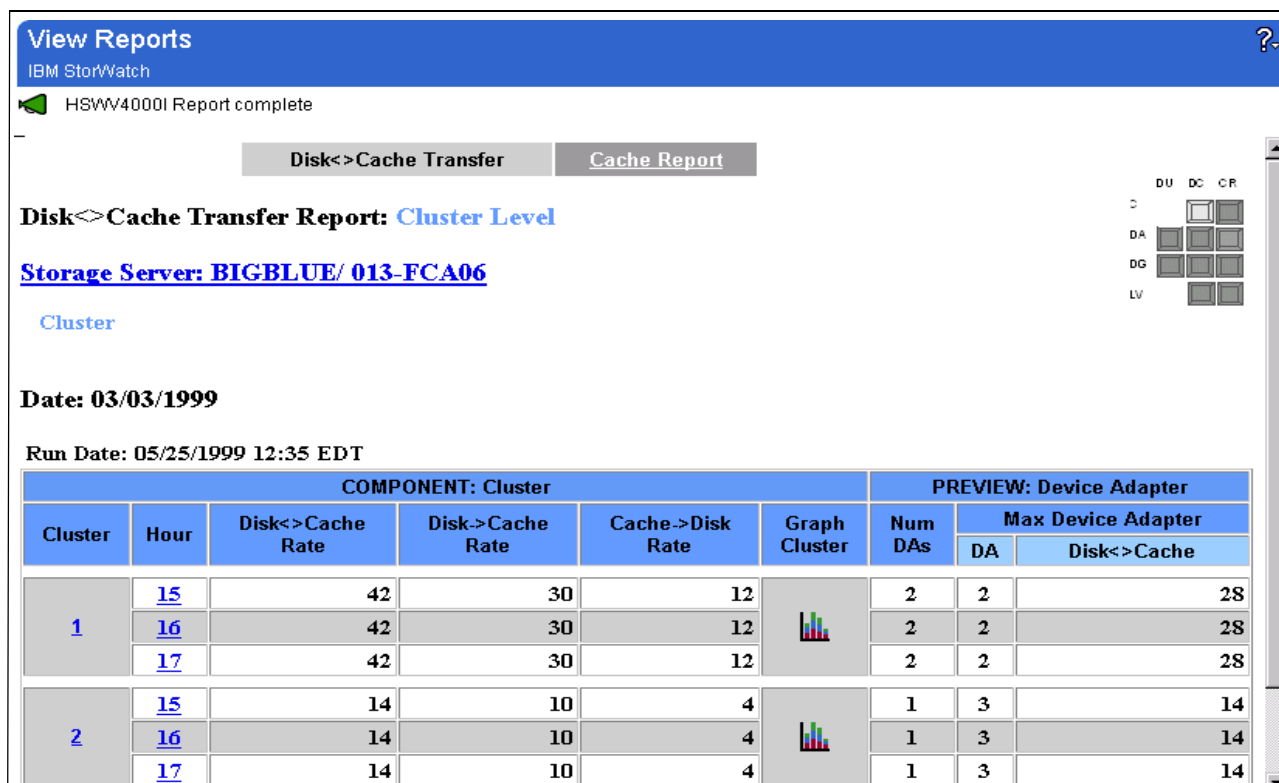 View Reports
IBM StorWatch
?
HSWV4000I Report complete
Disk<>Cache Transfer Cache Report
DU DC CR
C
DA
DG
LV
Disk<>Cache Transfer Report: Cluster Level
Storage Server: BIGBLUE/ 013-FCA06
Cluster
Date: 03/03/1999
Run Date: 05/25/1999 12:35 EDT
COMPONENT: Cluster PREVIEW: Device Adapter
Cluster Hour Disk<>Cache Rate Disk->Cache Rate Cache->Disk Rate Graph Cluster Num DAs Max Device Adapter
DA Disk<>Cache
15 42 30 12 2 2 28
1 16 42 30 12 2 2 28
17 42 30 12 2 2 28
15 14 10 4 1 3 14
2 16 14 10 4 1 3 14
17 14 10 4 1 3 14